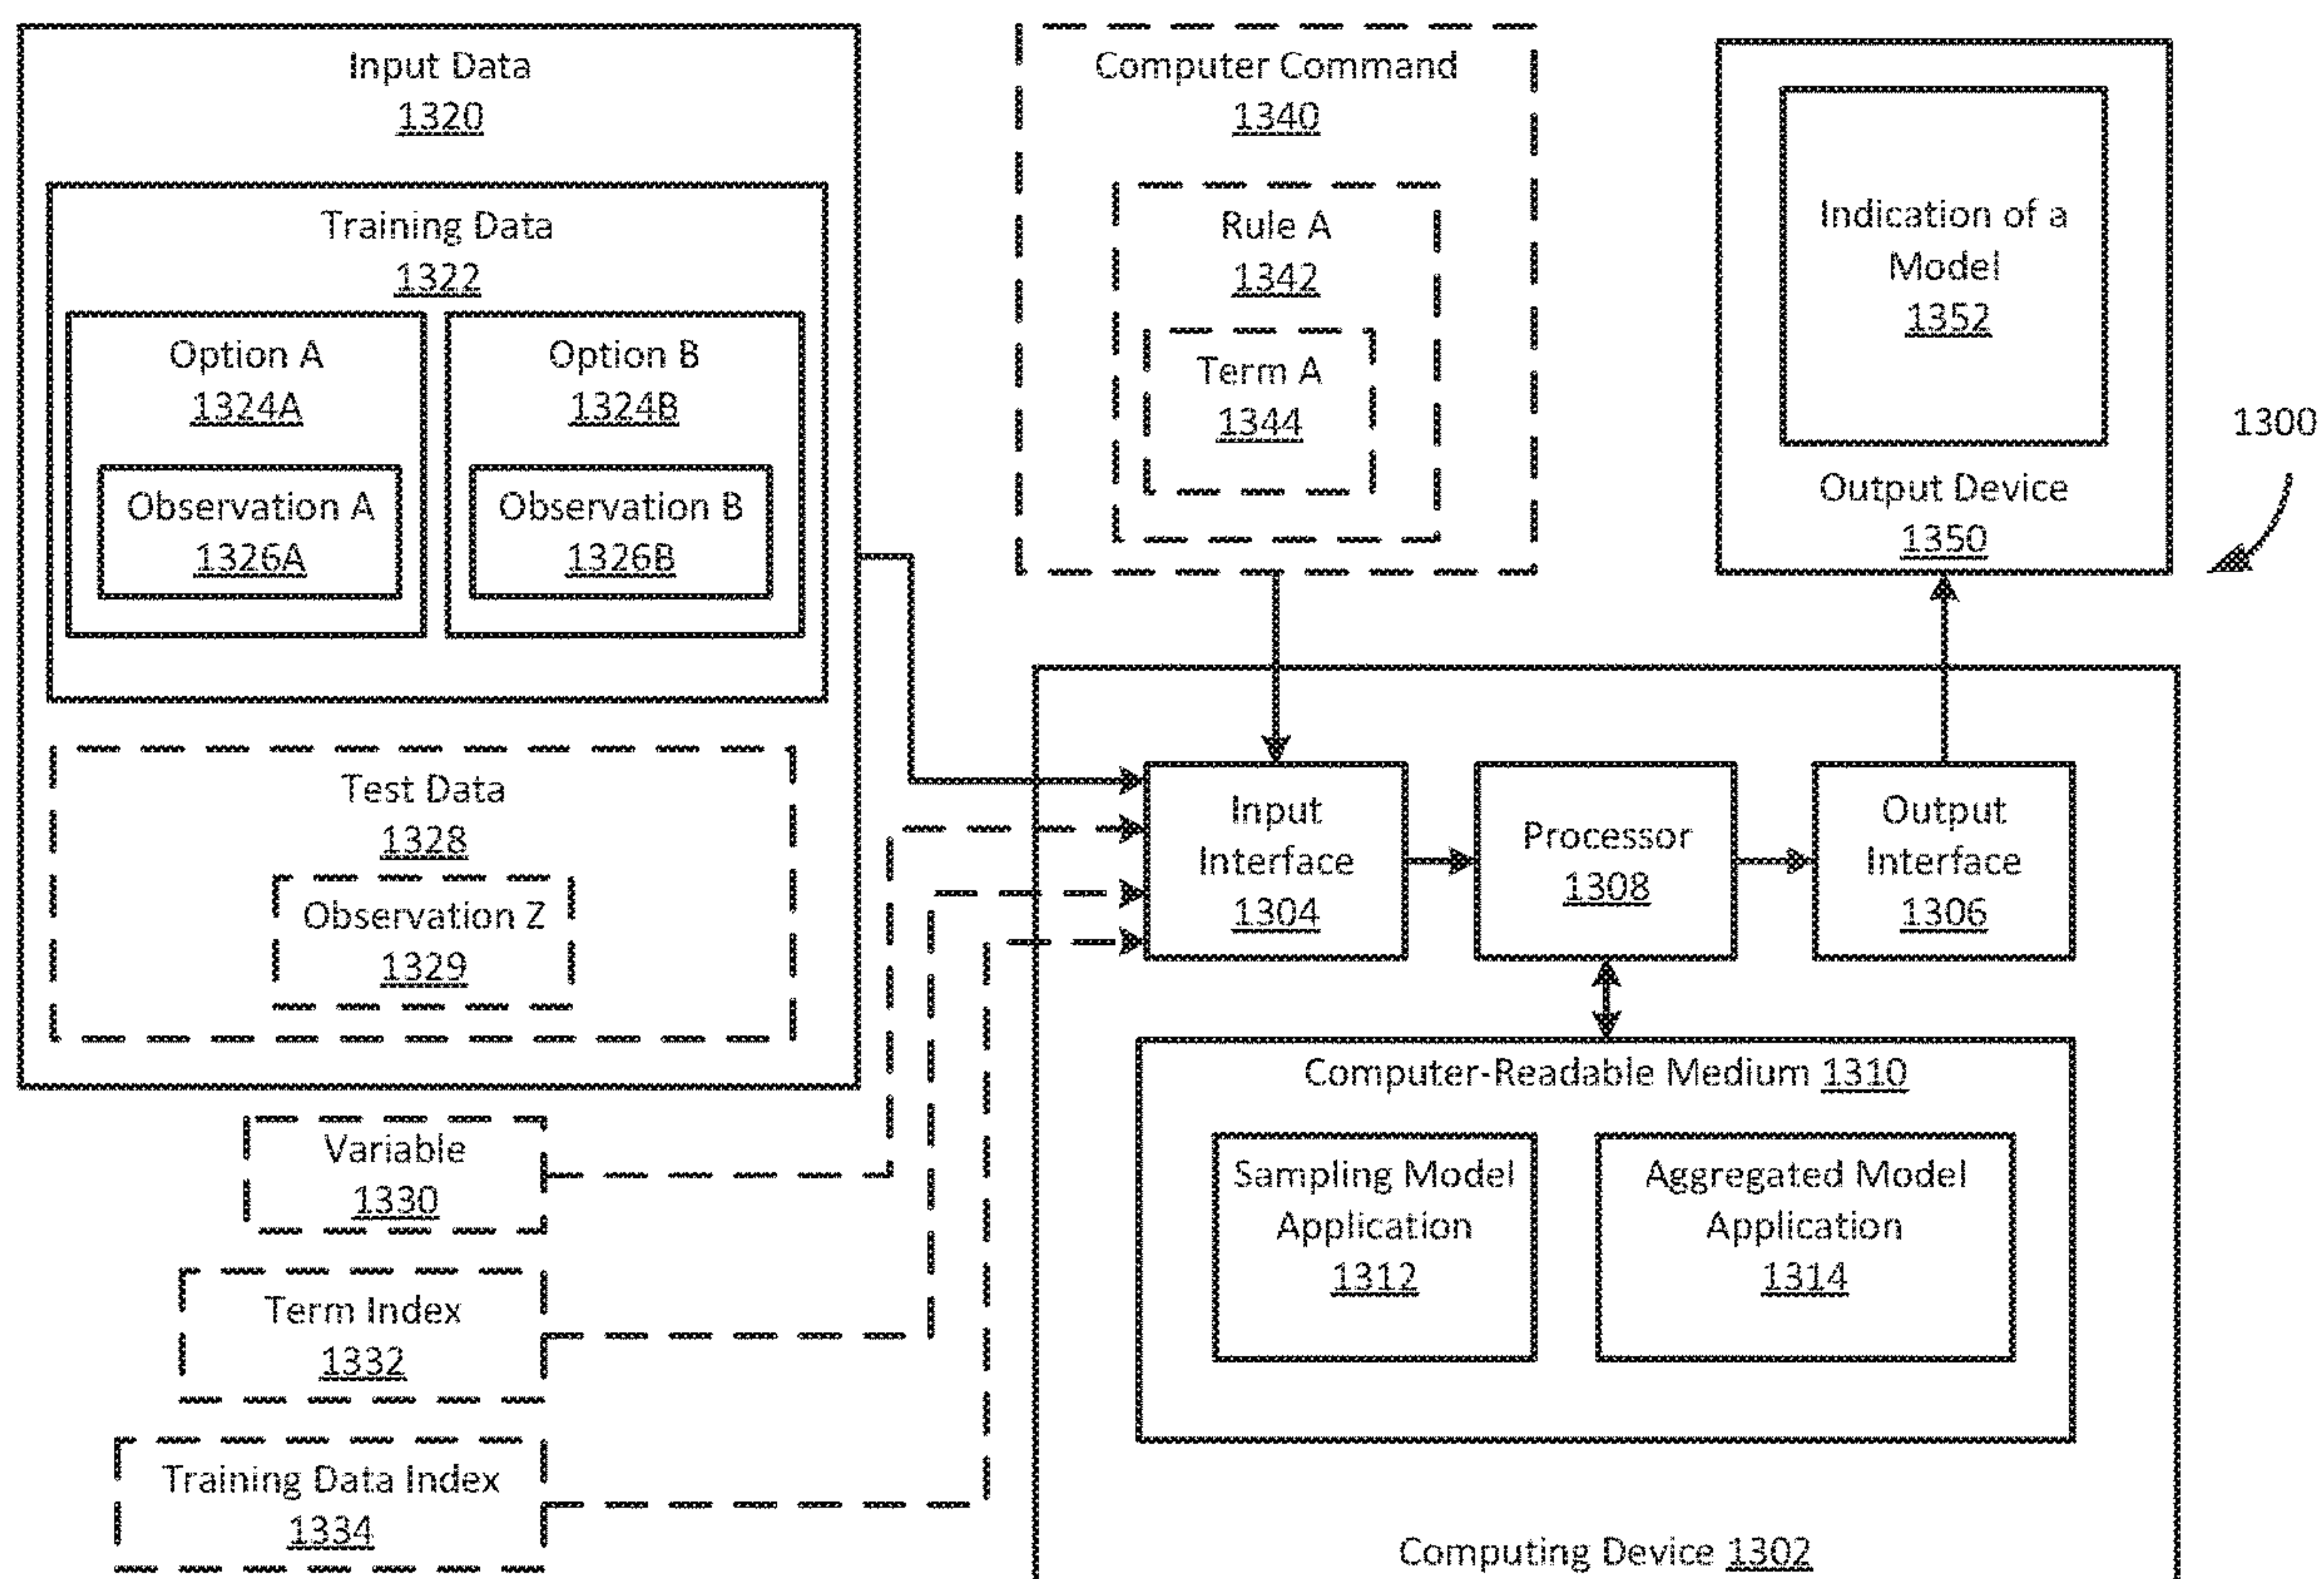 Input Data
1320
Training Data
1322
Option A
1324A
Observation A
1326A
Option B
1324B
Observation B
1326B
Test Data
1328
Observation Z
1329
Variable
1330
Term Index
1332
Training Data Index
1334
Computer Command
1340
Rule A
1342
Term A
1344
Indication of a
Model
1352
Output Device
1350
1300
Input
Interface
1304
Processor
1308
Output
Interface
1306
Computer-Readable Medium 1310
Sampling Model
Application
1312
Aggregated Model
Application
1314
Computing Device 1302